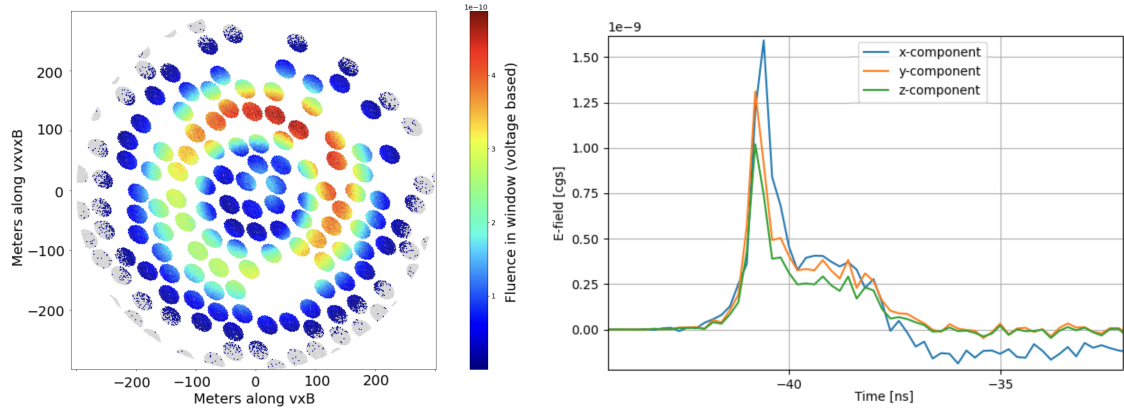 1e−10
4
3
2
1
Fluence in window (voltage based)
200
100
0
−100
−200
Meters along vxvxB
−200
−100
0
100
200
Meters along vxB
1e−9
1.50
1.25
1.00
0.75
0.50
0.25
0.00
E-field [cgs]
x-component
y-component
z-component
−40
−35
Time [ns]